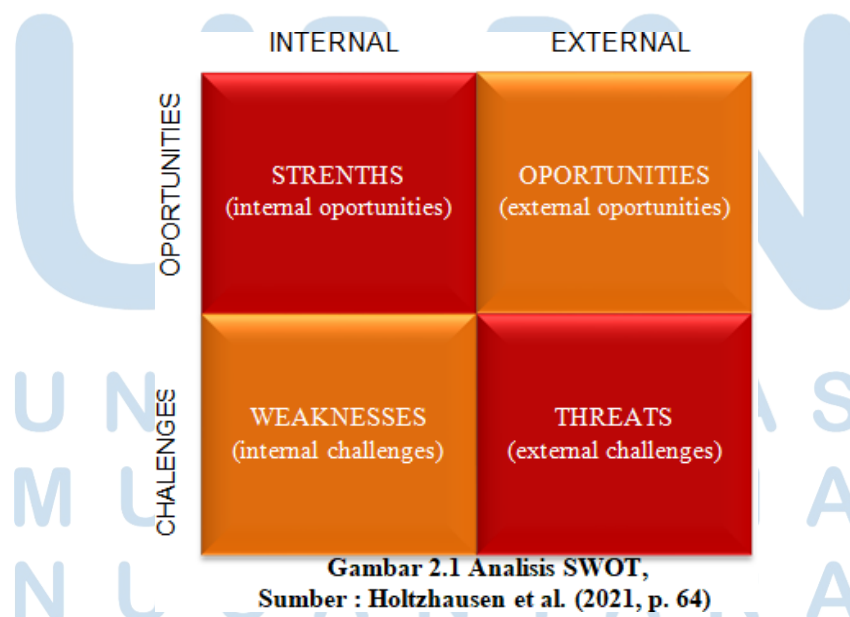 INTERNAL EXTERNAL
OPORTUNITIES
STRENTHS
(internal oportunities)
OPORTUNITIES
(external oportunities)
CHALENGES
WEAKNESSES
(internal challenges)
THREATS
(external challenges)
Gambar 2.1 Analisis SWOT,
Sumber : Holtzhausen et al. (2021, p. 64)